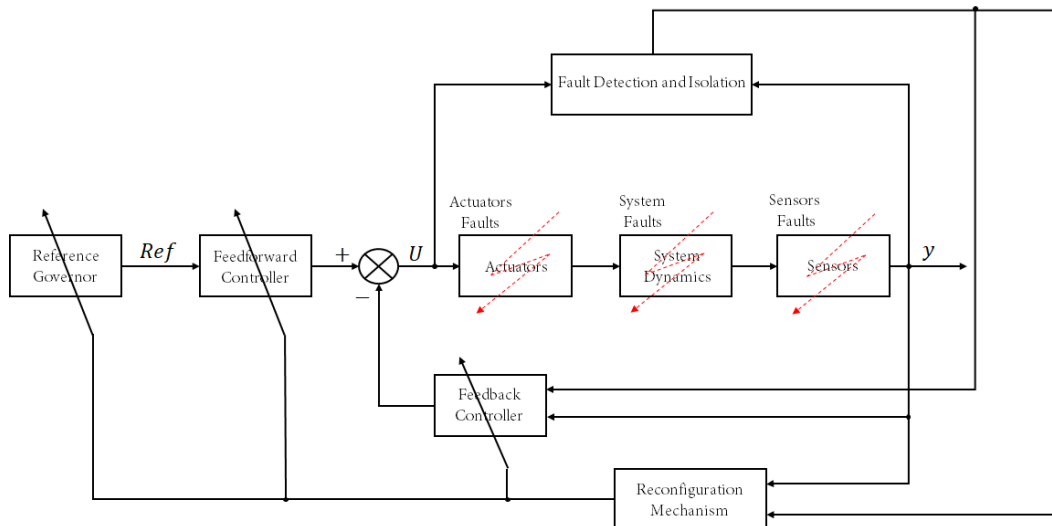 Fault Detection and Isolation
Actuators
Faults
System
Faults
Sensors
Faults
Reference
Governor
Ref
Feedforward
Controller
+
−
U
Actuators
System
Dynamics
Sensors
y
Feedback
Controller
Reconfiguration
Mechanism